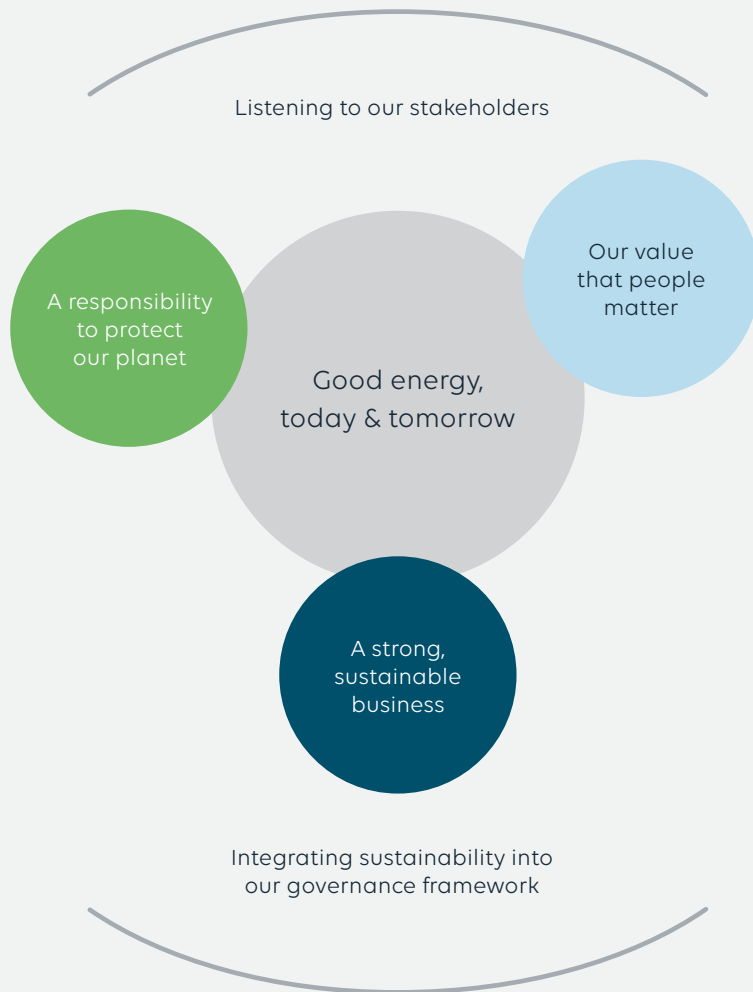 Listening to our stakeholders
Our value
that people
matter
A responsibility
to protect
our planet
Good energy,
today & tomorrow
A strong,
sustainable
business
Integrating sustainability into
our governance framework